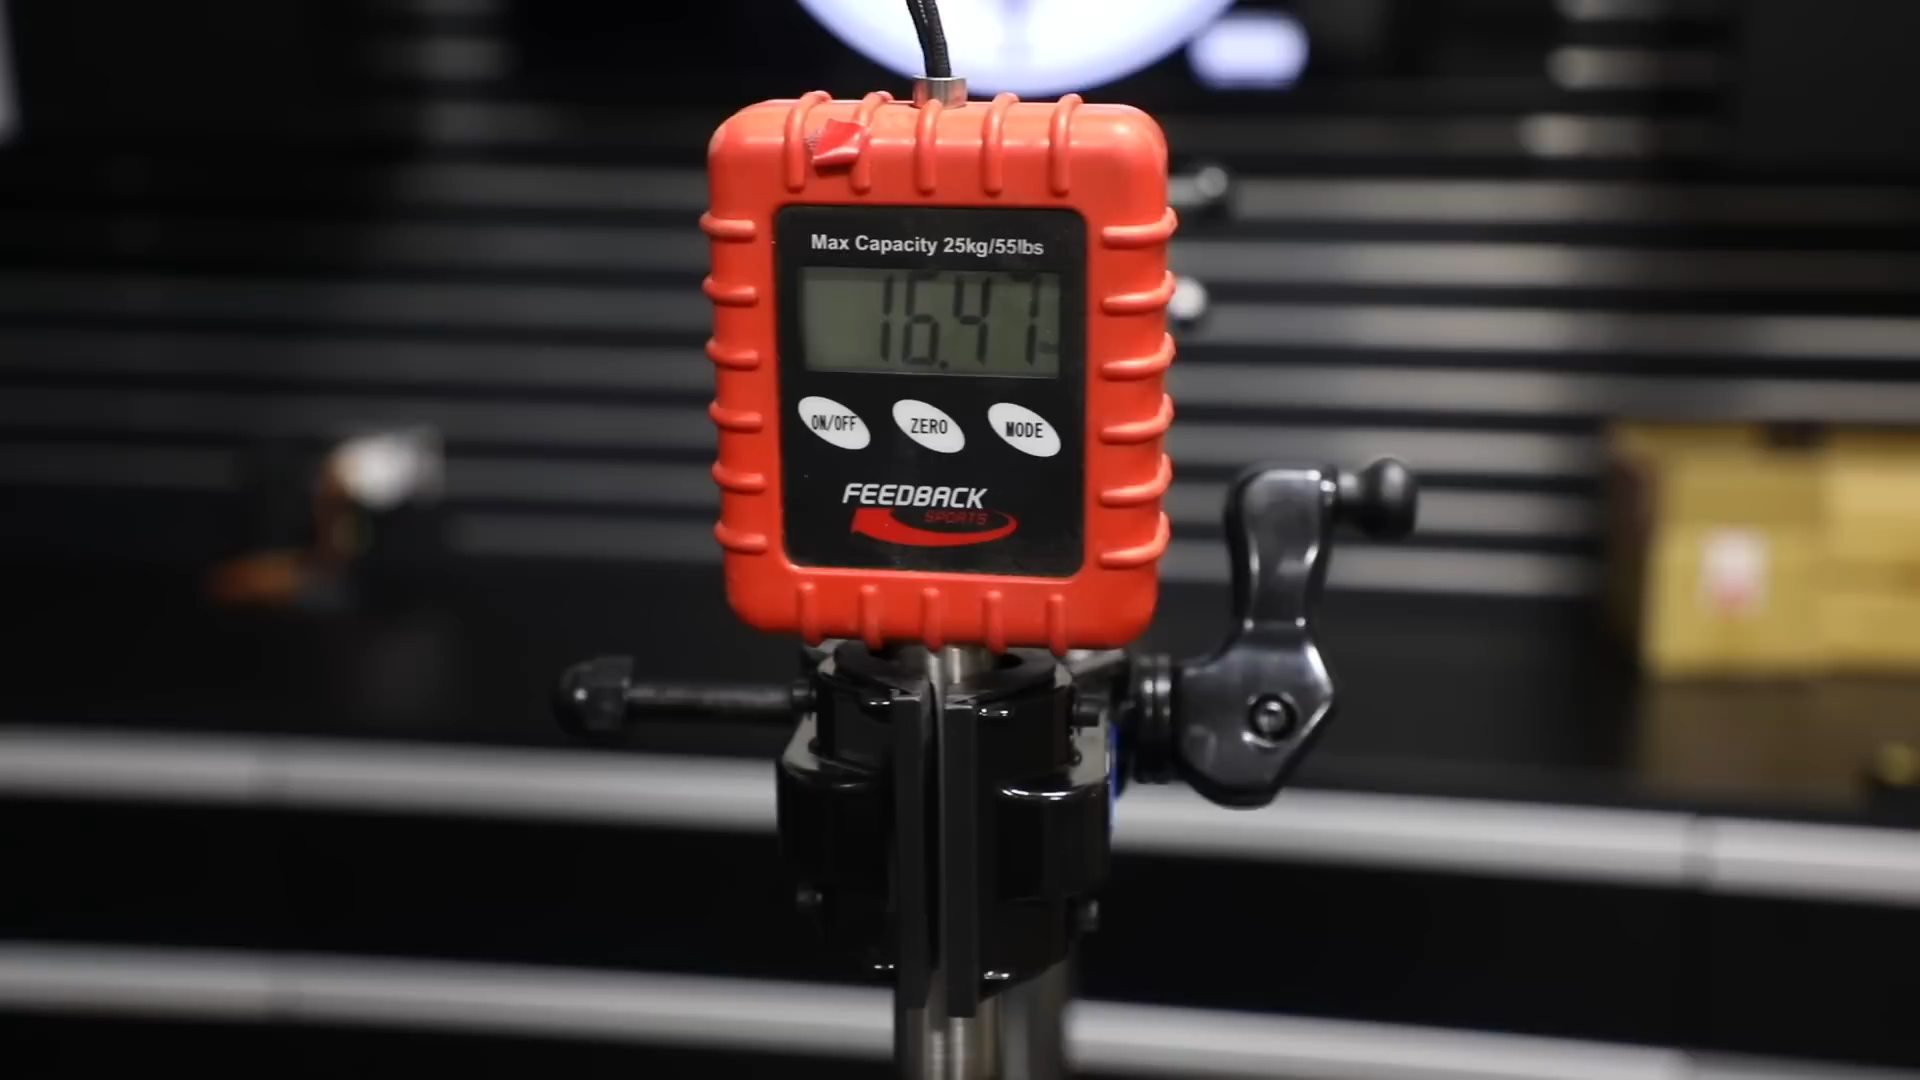 Max Capacity 25kg/55lbs
16.47
ON/OFF ZERO MODE
FEEDBACK
SPORTS